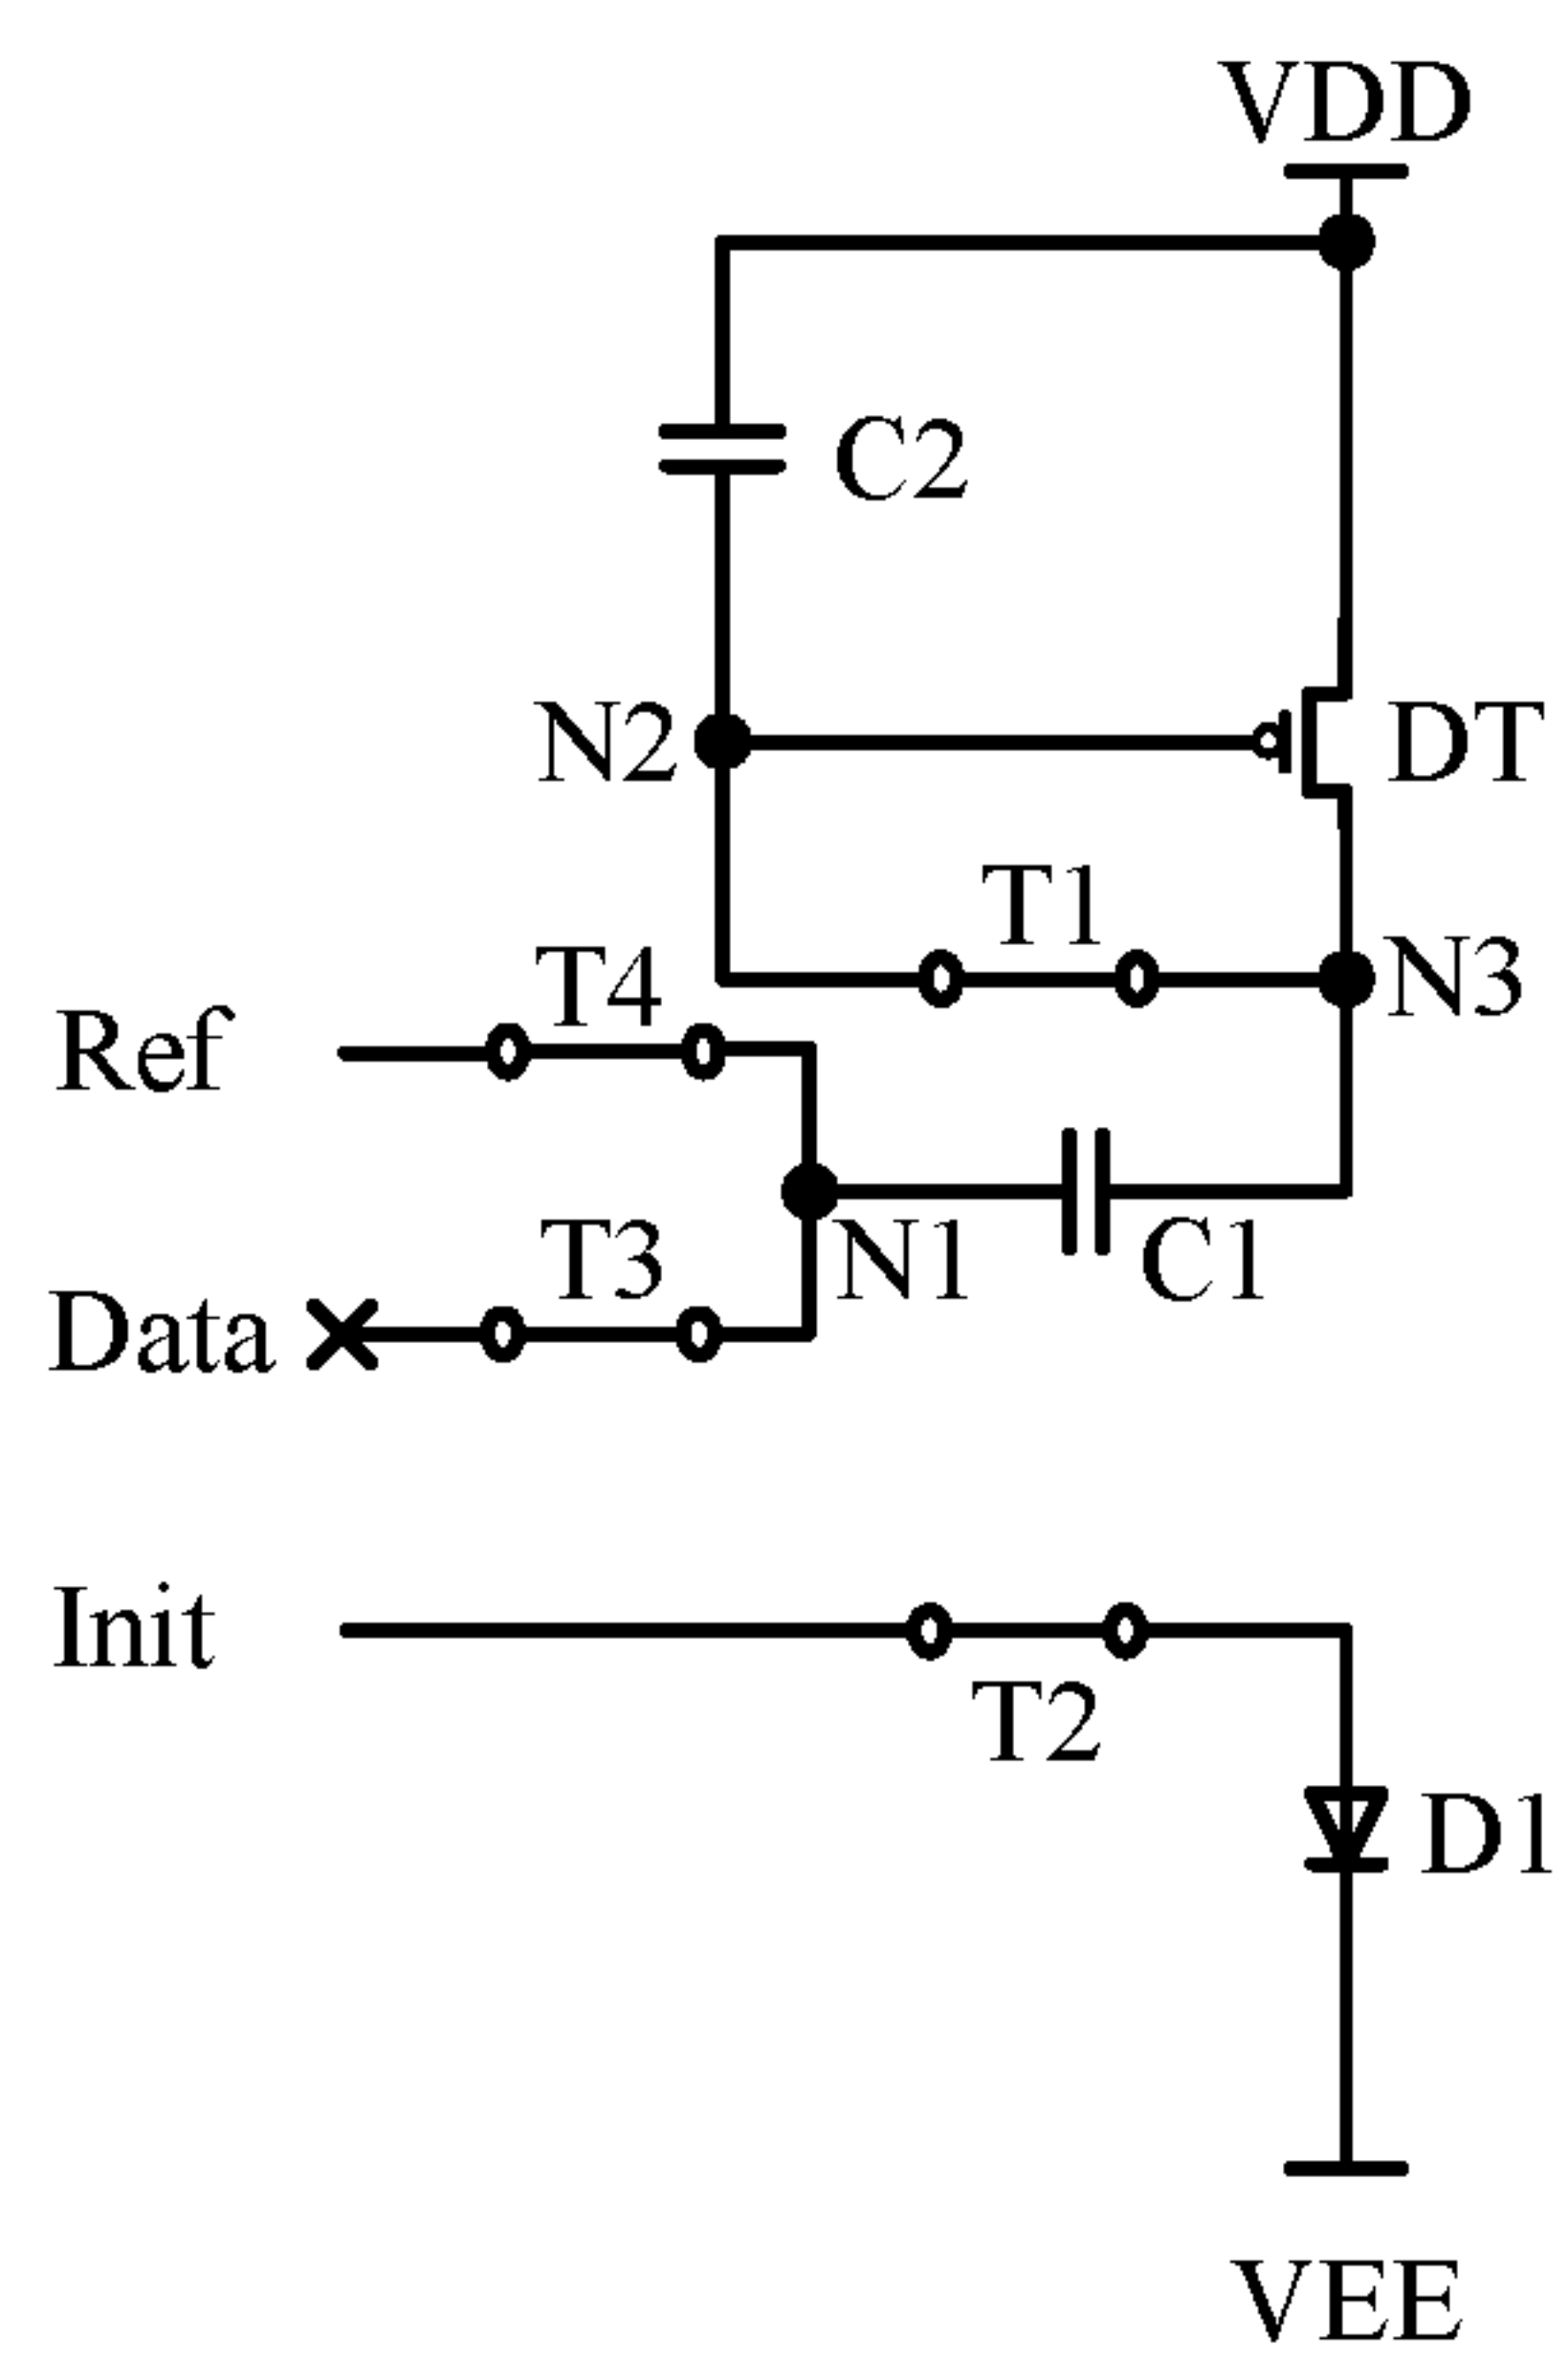 VDD
C2
N2
DT
T1
T4
N3
Ref
T3
N1
C1
Data
Init
T2
D1
VEE